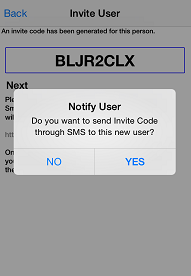 Back Invite User
An invite code has been generated for this person.
BLJR2CLX
Next
Notify User
Do you want to send Invite Code
through SMS to this new user?
NO YES